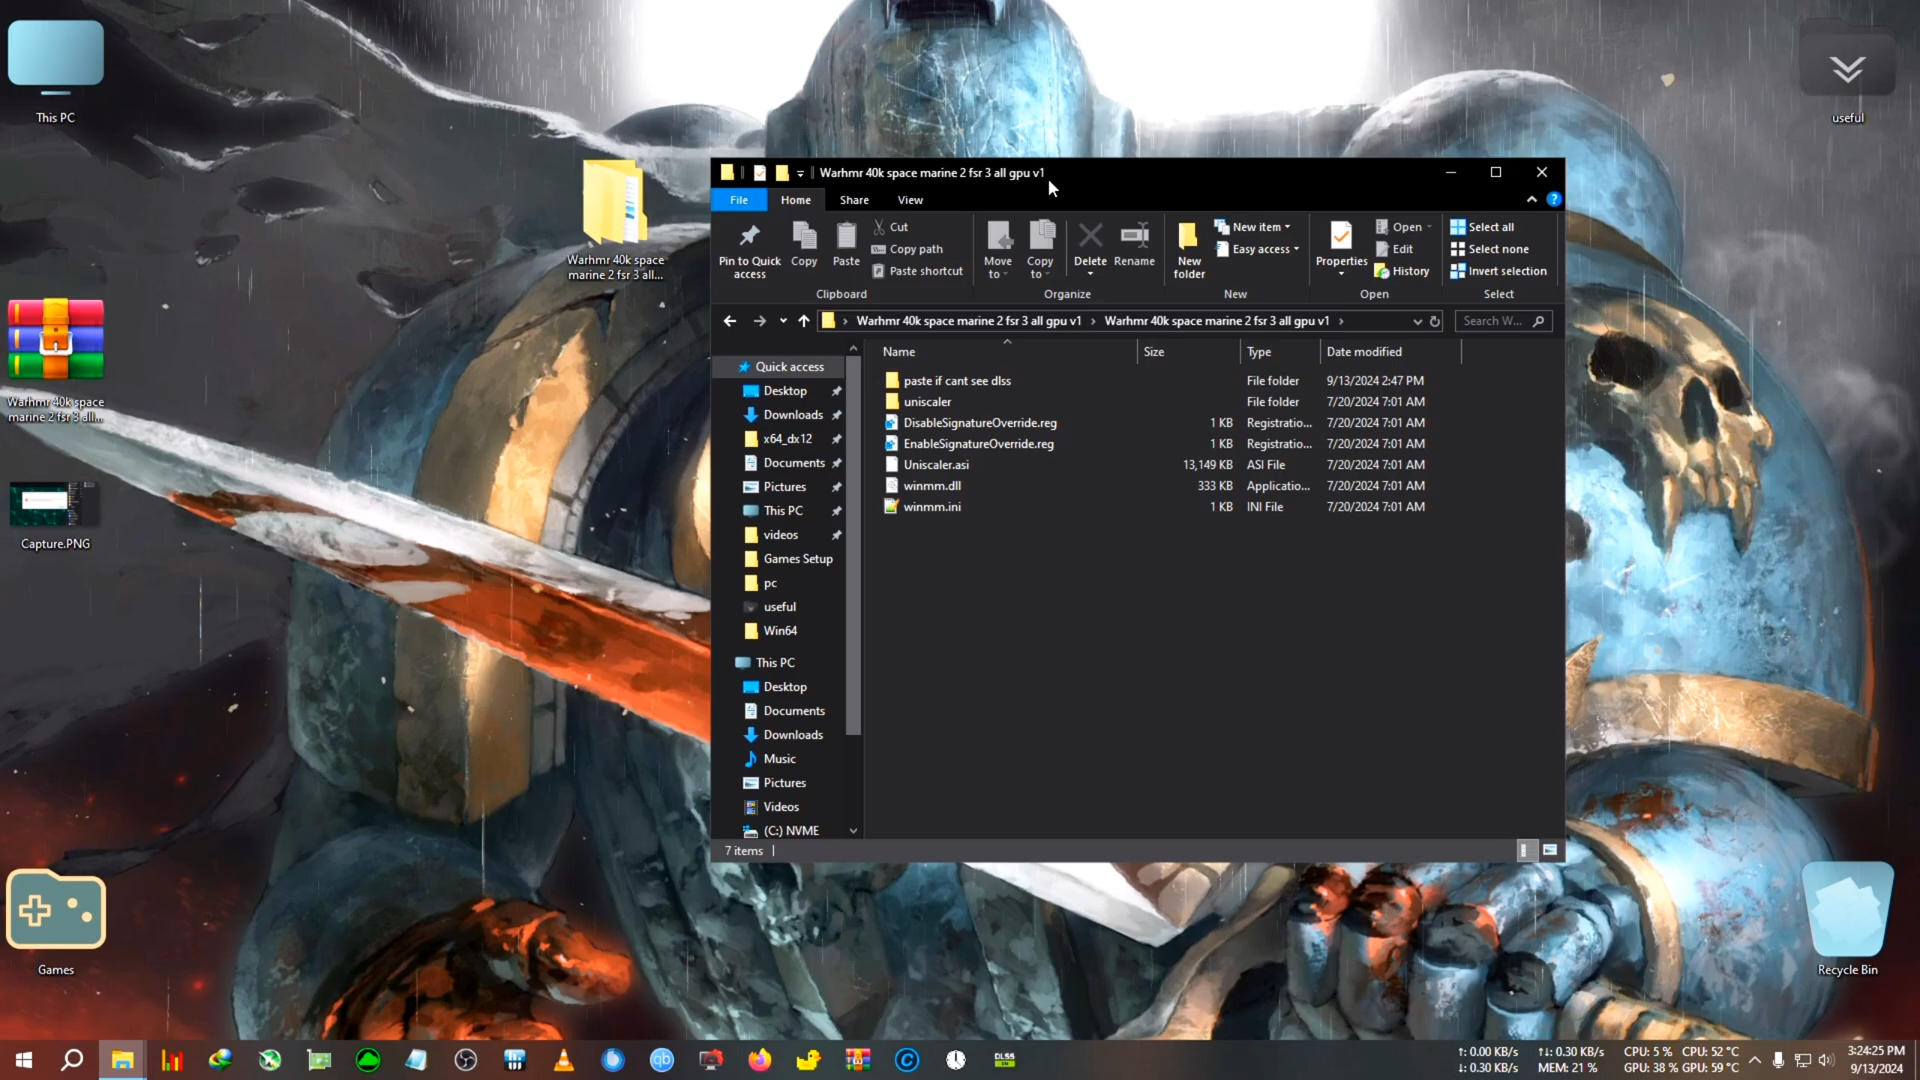 This PC
useful
Warhmr 40k space
marine 2 fsr 3 all...
Warhmr 40k space
marine 2 fsr 3 all...
Capture.PNG
Games
Recycle Bin
Warhmr 40k space marine 2 fsr 3 all gpu v1
File Home Share View
Pin to Quick
access
Copy
Paste
Cut
Copy path
Paste shortcut
Clipboard
Move
to
Copy
to
Delete
Rename
Organize
New
folder
New item
Easy access
New
Properties
Open
Edit
History
Open
Select all
Select none
Invert selection
Select
Warhmr 40k space marine 2 fsr 3 all gpu v1 Warhmr 40k space marine 2 fsr 3 all gpu v1
Search W...
Quick access
Desktop
Downloads
x64_dx12
Documents
Pictures
This PC
videos
Games Setup
pc
useful
Win64
This PC
Desktop
Documents
Downloads
Music
Pictures
Videos
(C:) NVME
Name Size Type Date modified
paste if cant see dlss File folder 9/13/2024 2:47 PM
uniscaler File folder 7/20/2024 7:01 AM
DisableSignatureOverride.reg 1 KB Registratio... 7/20/2024 7:01 AM
EnableSignatureOverride.reg 1 KB Registratio... 7/20/2024 7:01 AM
Uniscaler.asi 13,149 KB ASI File 7/20/2024 7:01 AM
winmm.dll 333 KB Applicatio... 7/20/2024 7:01 AM
winmm.ini 1 KB INI File 7/20/2024 7:01 AM
7 items
qb
DLSS
↑: 0.00 KB/s ↑↓: 0.30 KB/s CPU: 5 % CPU: 52 °C
↓: 0.30 KB/s MEM: 21 % GPU: 38 % GPU: 59 °C
3:24:25 PM
9/13/2024